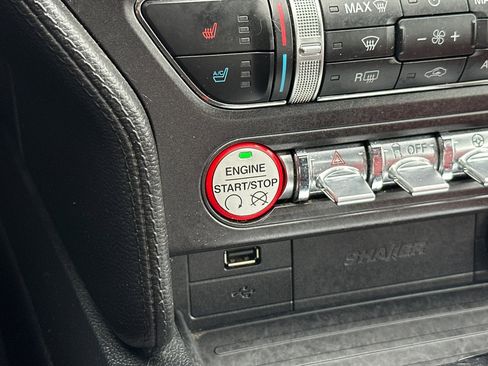 MAX
A/C
R
ENGINE
START/STOP
OFF
SHAKER